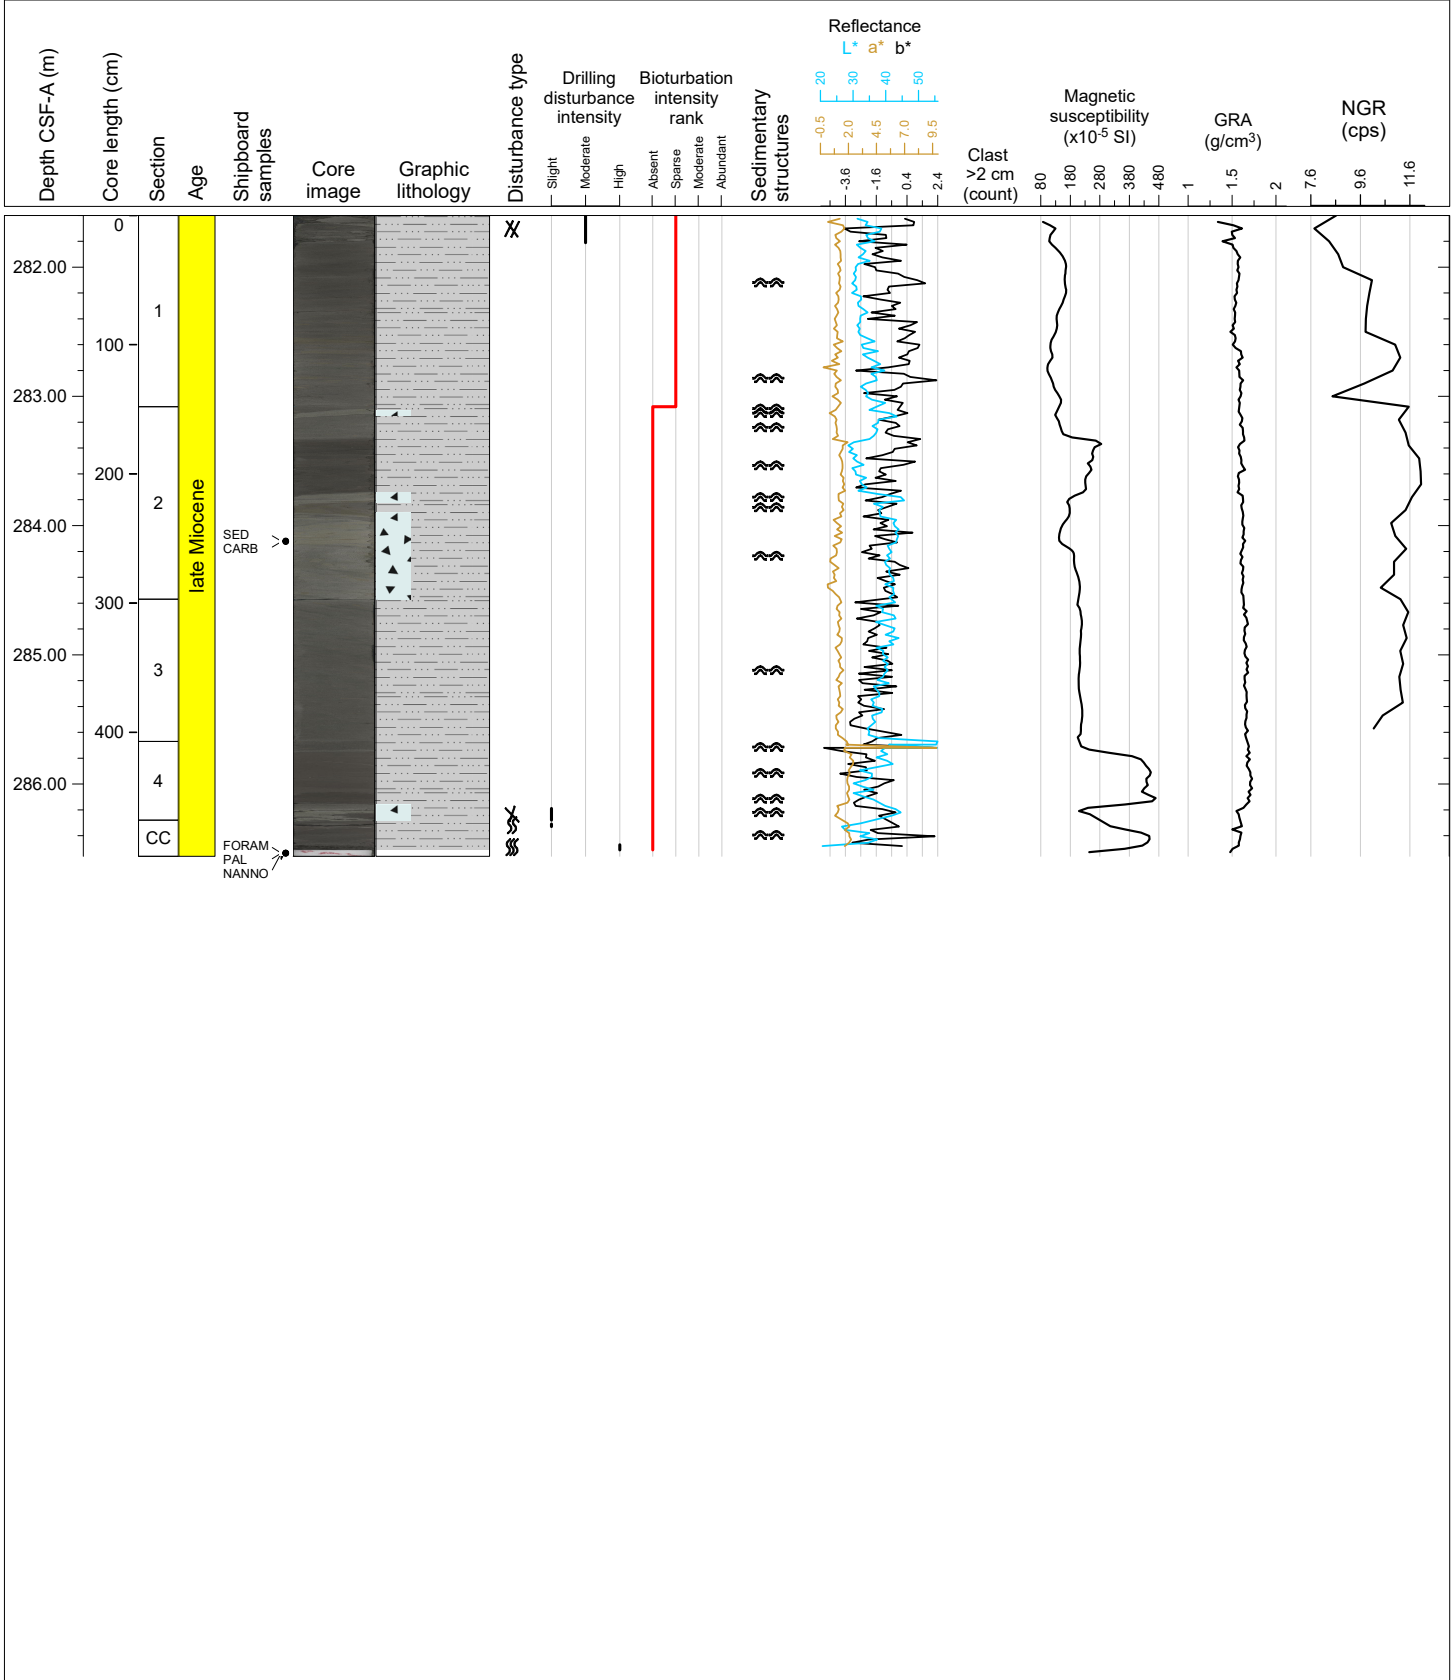 Depth CSF-A (m)
Core length (cm)
Section
Age
Shipboard
samples
Core
image
Graphic
lithology
Disturbance type
Drilling
disturbance
intensity
Slight
Moderate
High
Bioturbation
intensity
rank
Absent
Sparse
Moderate
Abundant
Sedimentary
structures
Reflectance
L* a* b*
20 30 40 50
-0.5 2.0 4.5 7.0 9.5
-3.6 -1.6 0.4 2.4
Clast
>2 cm
(count)
Magnetic
susceptibility
(x10-5 SI)
80 180 280 380 480
GRA
(g/cm3)
1 1.5 2
NGR
(cps)
7.6 9.6 11.6
0
282.00
1
100
283.00
200
2
late Miocene
284.00
SED
CARB
300
285.00
3
400
286.00
4
CC
FORAM
PAL
NANNO